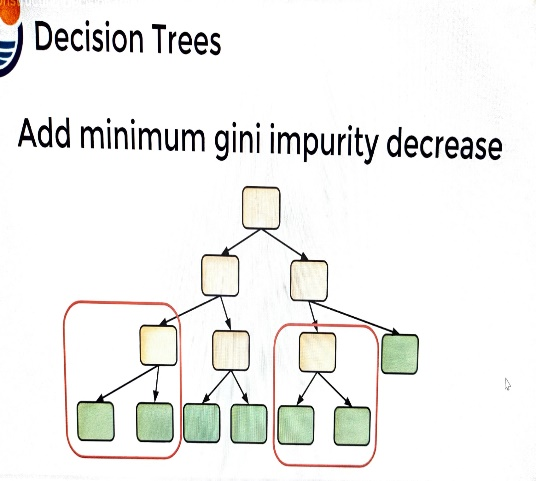 Decision Trees
Add minimum gini impurity decrease